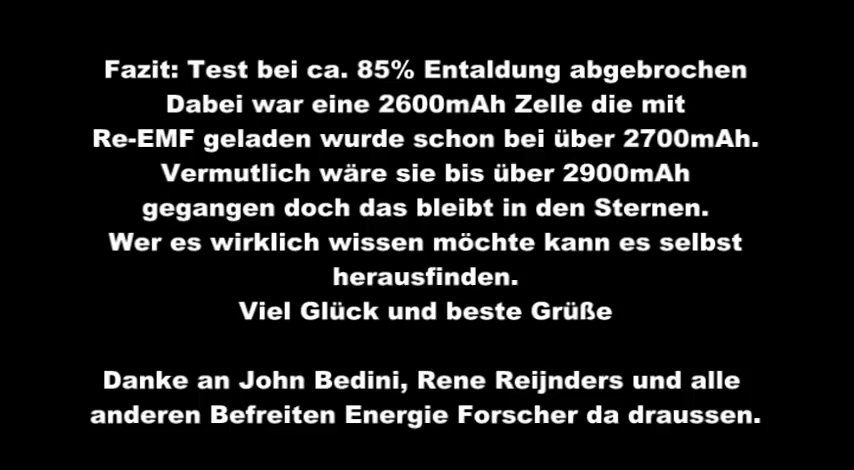 Fazit: Test bei ca. 85% Entaldung abgebrochen
Dabei war eine 2600mAh Zelle die mit
Re-EMF geladen wurde schon bei über 2700mAh.
Vermutlich wäre sie bis über 2900mAh
gegangen doch das bleibt in den Sternen.
Wer es wirklich wissen möchte kann es selbst
herausfinden.
Viel Glück und beste Grüße
Danke an John Bedini, Rene Reijnders und alle
anderen Befreiten Energie Forscher da draussen.